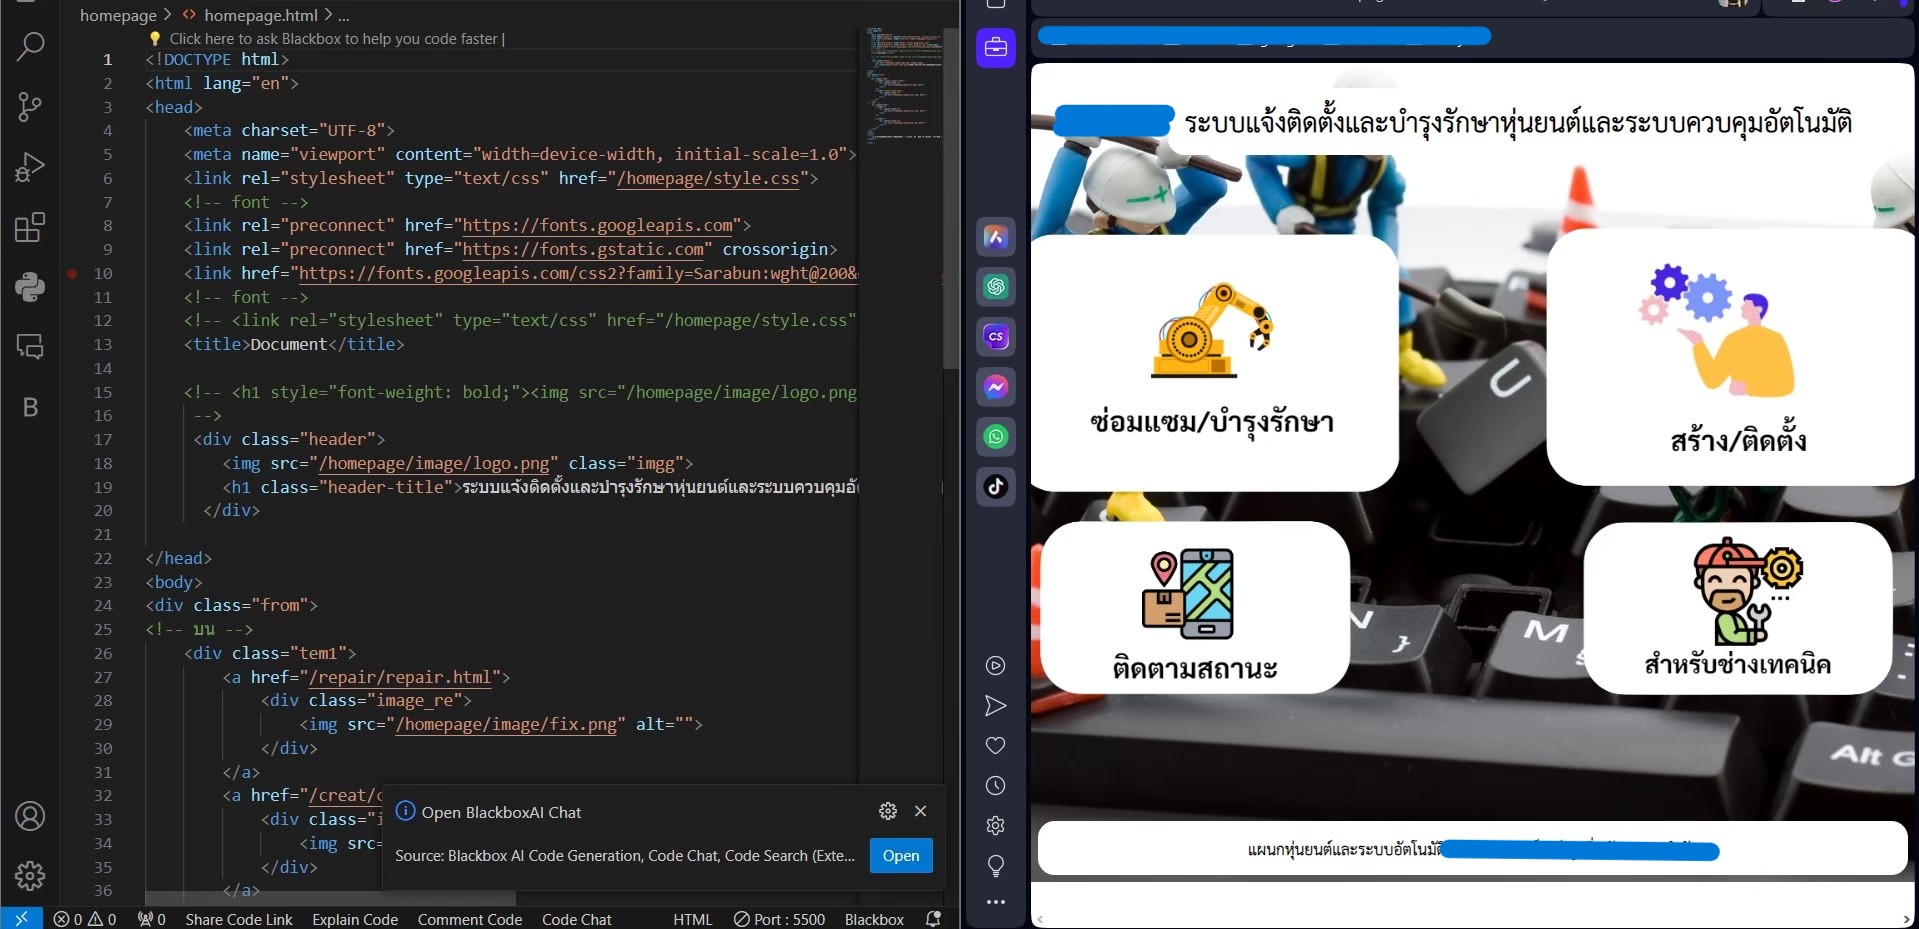 homepage > <> homepage.html > ...
Click here to ask Blackbox to help you code faster |
1 <!DOCTYPE html>
2 <html lang="en">
3 <head>
4 <meta charset="UTF-8">
5 <meta name="viewport" content="width=device-width, initial-scale=1.0">
6 <link rel="stylesheet" type="text/css" href="/homepage/style.css">
7 <!-- font -->
8 <link rel="preconnect" href="https://fonts.googleapis.com">
9 <link rel="preconnect" href="https://fonts.gstatic.com" crossorigin>
10 <link href="https://fonts.googleapis.com/css2?family=Sarabun:wght@200&
11 <!-- font -->
12 <!-- <link rel="stylesheet" type="text/css" href="/homepage/style.css"
13 <title>Document</title>
14
15 <!-- <h1 style="font-weight: bold;"><img src="/homepage/image/logo.png
16 -->
17 <div class="header">
18 <img src="/homepage/image/logo.png" class="imgg">
19 <h1 class="header-title">ระบบแจ้งติดตั้งและบำรุงรักษาหุ่นยนต์และระบบควบคุมอั
20 </div>
21
22 </head>
23 <body>
24 <div class="from">
25 <!-- บน -->
26 <div class="tem1">
27 <a href="/repair/repair.html">
28 <div class="image_re">
29 <img src="/homepage/image/fix.png" alt="">
30 </div>
31 </a>
32 <a href="/creat/
33 <div class="i
34 <img src=
35 </div>
36 </a>
Open BlackboxAI Chat
Source: Blackbox AI Code Generation, Code Chat, Code Search (Exte...
Open
B
0 0 0 Share Code Link Explain Code Comment Code Code Chat HTML Port : 5500 Blackbox
CS
ระบบแจ้งติดตั้งและบำรุงรักษาหุ่นยนต์และระบบควบคุมอัตโนมัติ
ซ่อมแซม/บำรุงรักษา
สร้าง/ติดตั้ง
U
ติดตามสถานะ
สำหรับช่างเทคนิค
N }
M
Alt G
แผนกหุ่นยนต์และระบบอัตโนมัติ